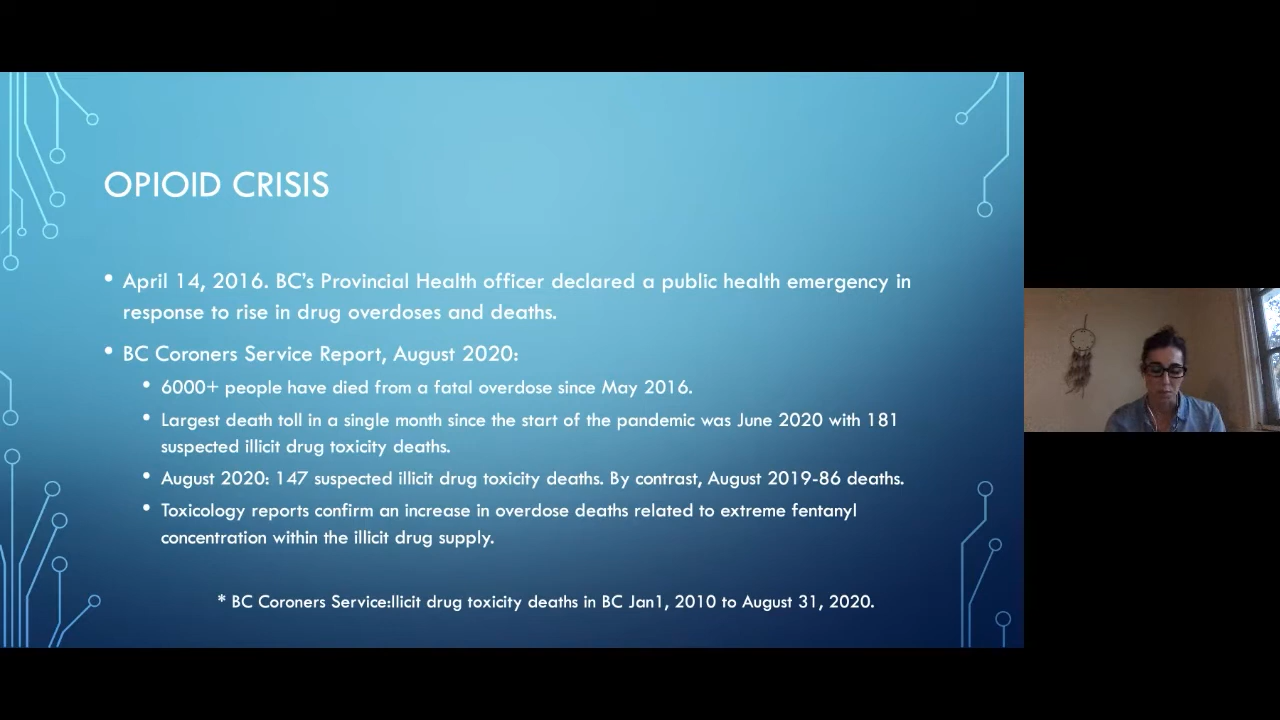 OPIOID CRISIS
• April 14, 2016. BC's Provincial Health officer declared a public health emergency in
response to rise in drug overdoses and deaths.
• BC Coroners Service Report, August 2020:
• 6000+ people have died from a fatal overdose since May 2016.
• Largest death toll in a single month since the start of the pandemic was June 2020 with 181
suspected illicit drug toxicity deaths.
• August 2020: 147 suspected illicit drug toxicity deaths. By contrast, August 2019-86 deaths.
• Toxicology reports confirm an increase in overdose deaths related to extreme fentanyl
concentration within the illicit drug supply.
* BC Coroners Service:llicit drug toxicity deaths in BC Jan1, 2010 to August 31, 2020.